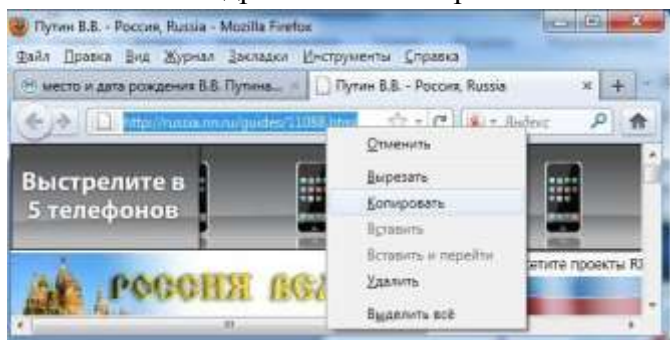 Путин В.В. - Россия, Russia - Mozilla Firefox
Файл Правка Вид Журнал Закладки Инструменты Справка
место и дата рождения В.В. Путина...
Путин В.В. - Россия, Russia
Яндекс
Отменить
Вырезать
Копировать
Вставить
Вставить и перейти
Удалить
Выделить всё
Выстрелите в
5 телефонов
РОССИЯ
проекты